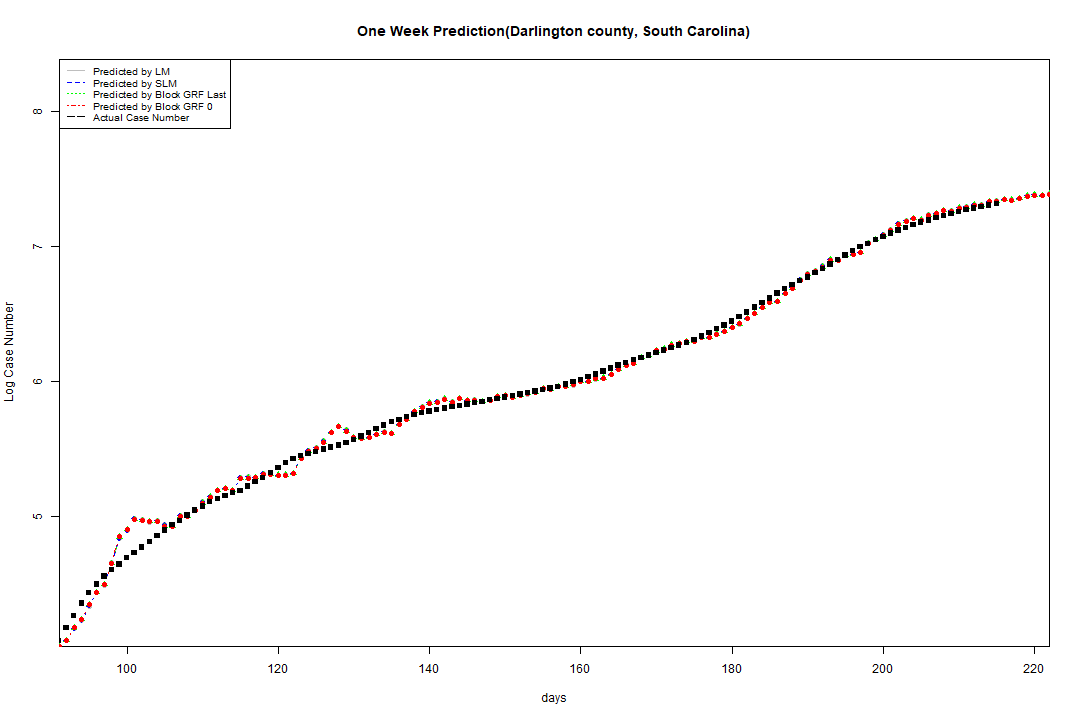 One Week Prediction(Darlington county, South Carolina)
Predicted by LM
Predicted by SLM
Predicted by Block GRF Last
Predicted by Block GRF 0
Actual Case Number
8
7
6
5
Log Case Number
100 120 140 160 180 200 220
days